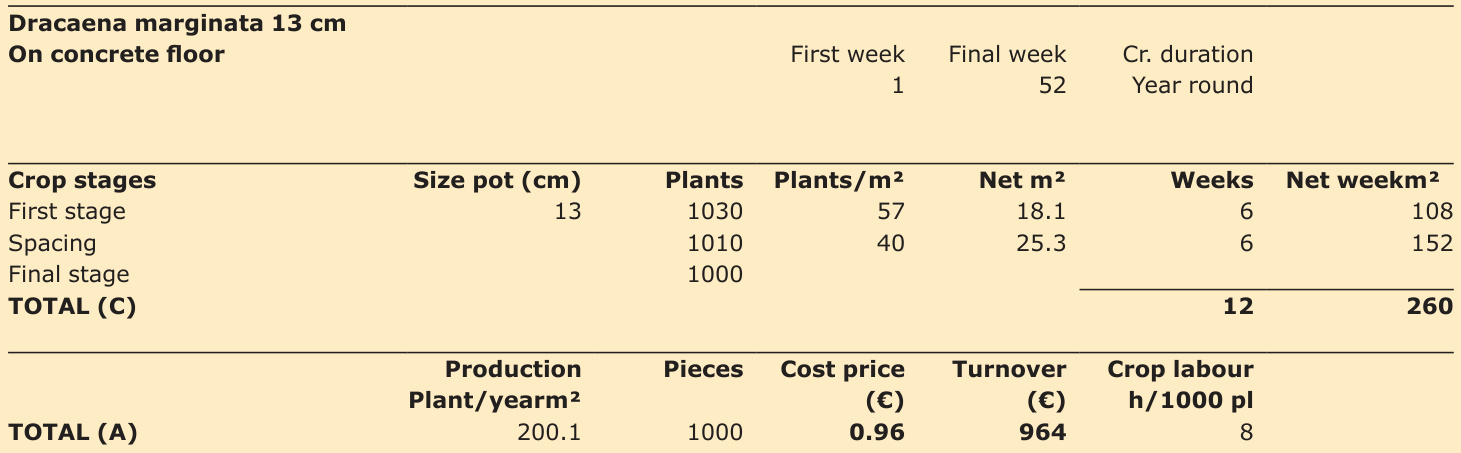 Dracaena marginata 13 cm
On concrete floor First week Final week Cr. duration
1 52 Year round
Crop stages Size pot (cm) Plants Plants/m² Net m² Weeks Net weekm²
First stage 13 1030 57 18.1 6 108
Spacing 1010 40 25.3 6 152
Final stage 1000
TOTAL (C) 12 260
Production Pieces Cost price Turnover Crop labour
Plant/yearm² (€) (€) h/1000 pl
TOTAL (A) 200.1 1000 0.96 964 8